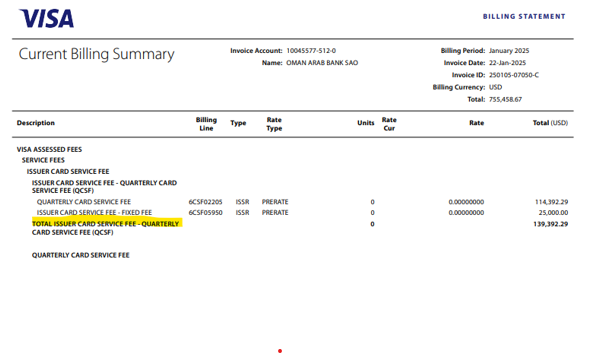 VISA
BILLING STATEMENT
Current Billing Summary
Invoice Account: 10045577-512-0
Name: OMAN ARAB BANK SAO
Billing Period: January 2025
Invoice Date: 22-Jan-2025
Invoice ID: 250105-07050-C
Billing Currency: USD
Total: 755,458.67
Description Billing Line Type Rate Type Units Rate Cur Rate Total (USD)
VISA ASSESSED FEES
SERVICE FEES
ISSUER CARD SERVICE FEE
ISSUER CARD SERVICE FEE - QUARTERLY CARD
SERVICE FEE (QCSF)
QUARTERLY CARD SERVICE FEE 6CSF02205 ISSR PRERATE 0 0.00000000 114,392.29
ISSUER CARD SERVICE FEE - FIXED FEE 6CSF05950 ISSR PRERATE 0 0.00000000 25,000.00
TOTAL ISSUER CARD SERVICE FEE - QUARTERLY 0 139,392.29
CARD SERVICE FEE (QCSF)
QUARTERLY CARD SERVICE FEE